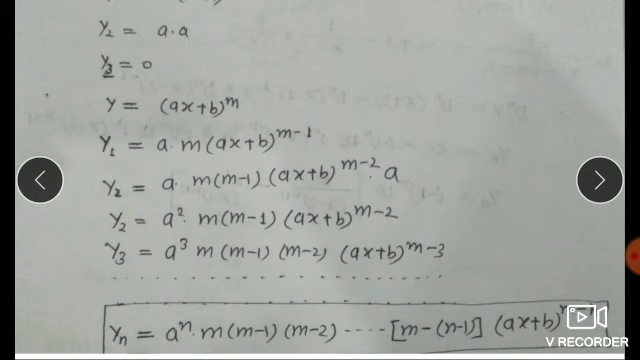 y₂ = a.a
y₃ = 0
y = (ax+b)^m
y₁ = a. m (ax+b)^m-1
y₂ = a. m(m-1) (ax+b)^m-2. a
y₂ = a². m(m-1) (ax+b)^m-2
y₃ = a³ m (m-1) (m-2) (ax+b)^m-3
yₙ = aⁿ. m(m-1) (m-2) ---- [m-(n-1)] (ax+b)
V RECORDER